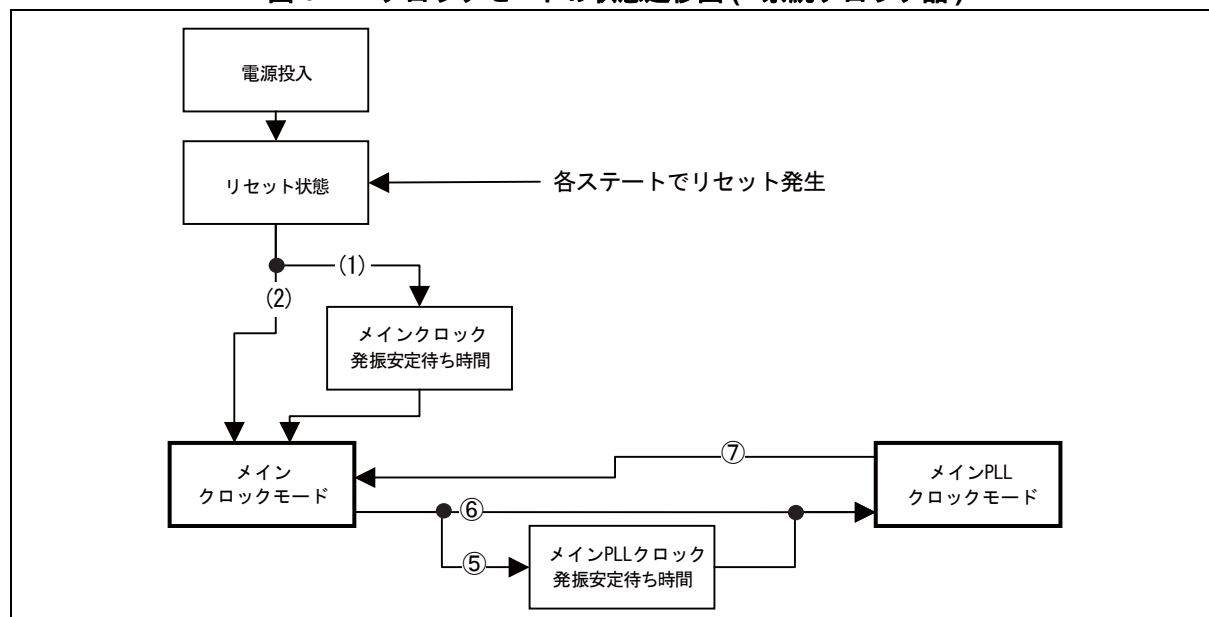 電源投入
リセット状態
各ステートでリセット発生
(1)
(2)
メインクロック
発振安定待ち時間
⑦
メイン
クロックモード
メインPLL
クロックモード
⑥
⑤
メインPLLクロック
発振安定待ち時間